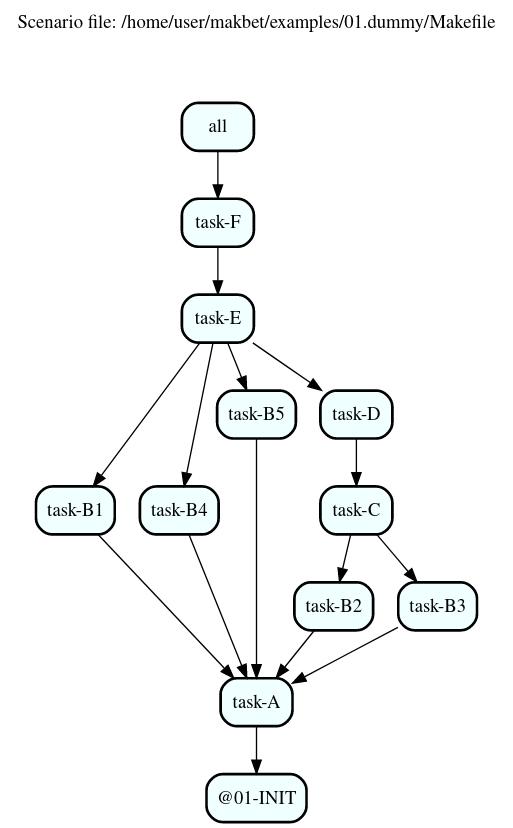 Scenario file: /home/user/makbet/examples/01.dummy/Makefile
all
task-F
task-E
task-B5
task-D
task-B1
task-B4
task-C
task-B2
task-B3
task-A
@01-INIT